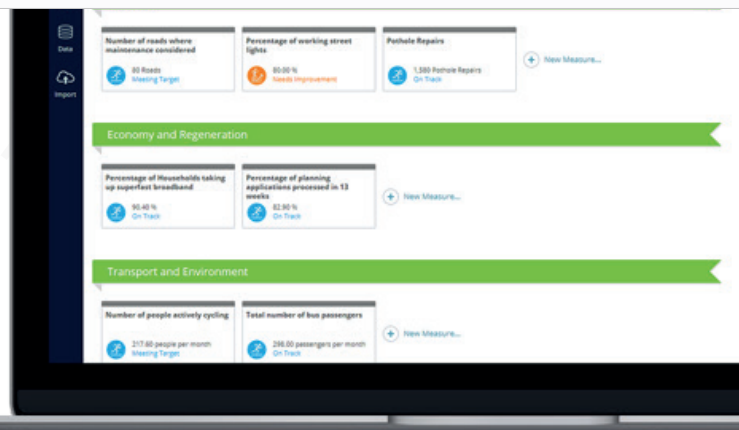 Data
Import
Number of roads where
maintenance considered
80 Roads
Meeting Target
Percentage of working street
lights
80.00 %
Needs Improvement
Pothole Repairs
1,580 Pothole Repairs
On Track
New Measure...
Economy and Regeneration
Percentage of Households taking
up superfast broadband
90.40 %
On Track
Percentage of planning
applications processed in 13
weeks
82.90 %
On Track
New Measure...
Transport and Environment
Number of people actively cycling
217.60 people per month
Meeting Target
Total number of bus passengers
298.00 passengers per month
On Track
New Measure...